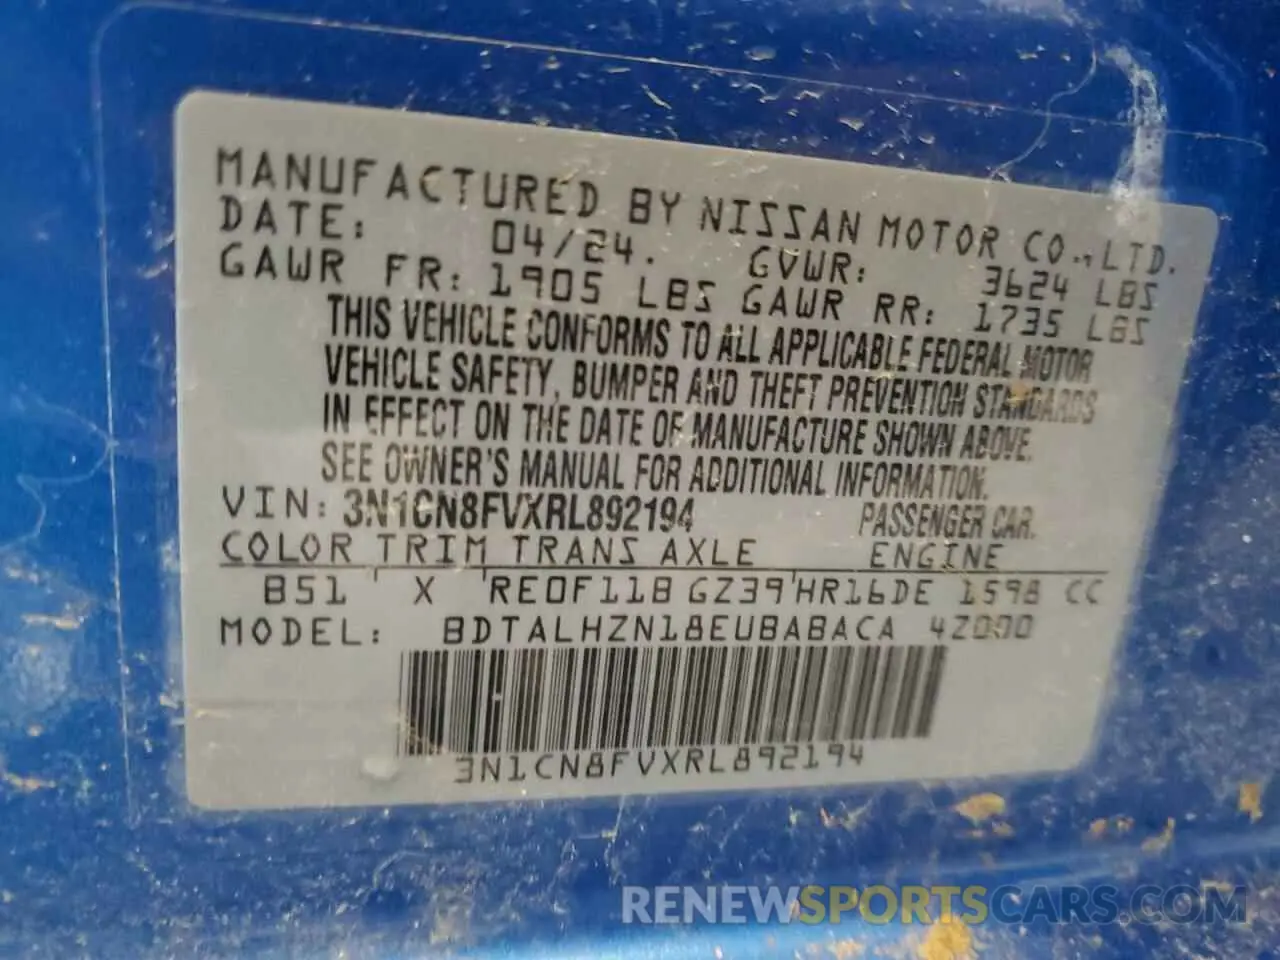 MANUFACTURED BY NISSAN MOTOR CO.,LTD.
DATE: 04/24. GVWR: 3624 LBS
GAWR FR: 1905 LBS GAWR RR: 1735 LBS
THIS VEHICLE CONFORMS TO ALL APPLICABLE FEDERAL MOTOR
VEHICLE SAFETY, BUMPER AND THEFT PREVENTION STANDARDS
IN EFFECT ON THE DATE OF MANUFACTURE SHOWN ABOVE.
SEE OWNER'S MANUAL FOR ADDITIONAL INFORMATION.
VIN: 3N1CN8FVXRL892194 PASSENGER CAR.
COLOR TRIM TRANS AXLE ENGINE
B51 X RE0F11B GZ39 HR16DE 1598 CC
MODEL: BDTALHZN18EUBABACA 4Z000
3N1CN8FVXRL892194
RENEWSPORTSCARS.COM